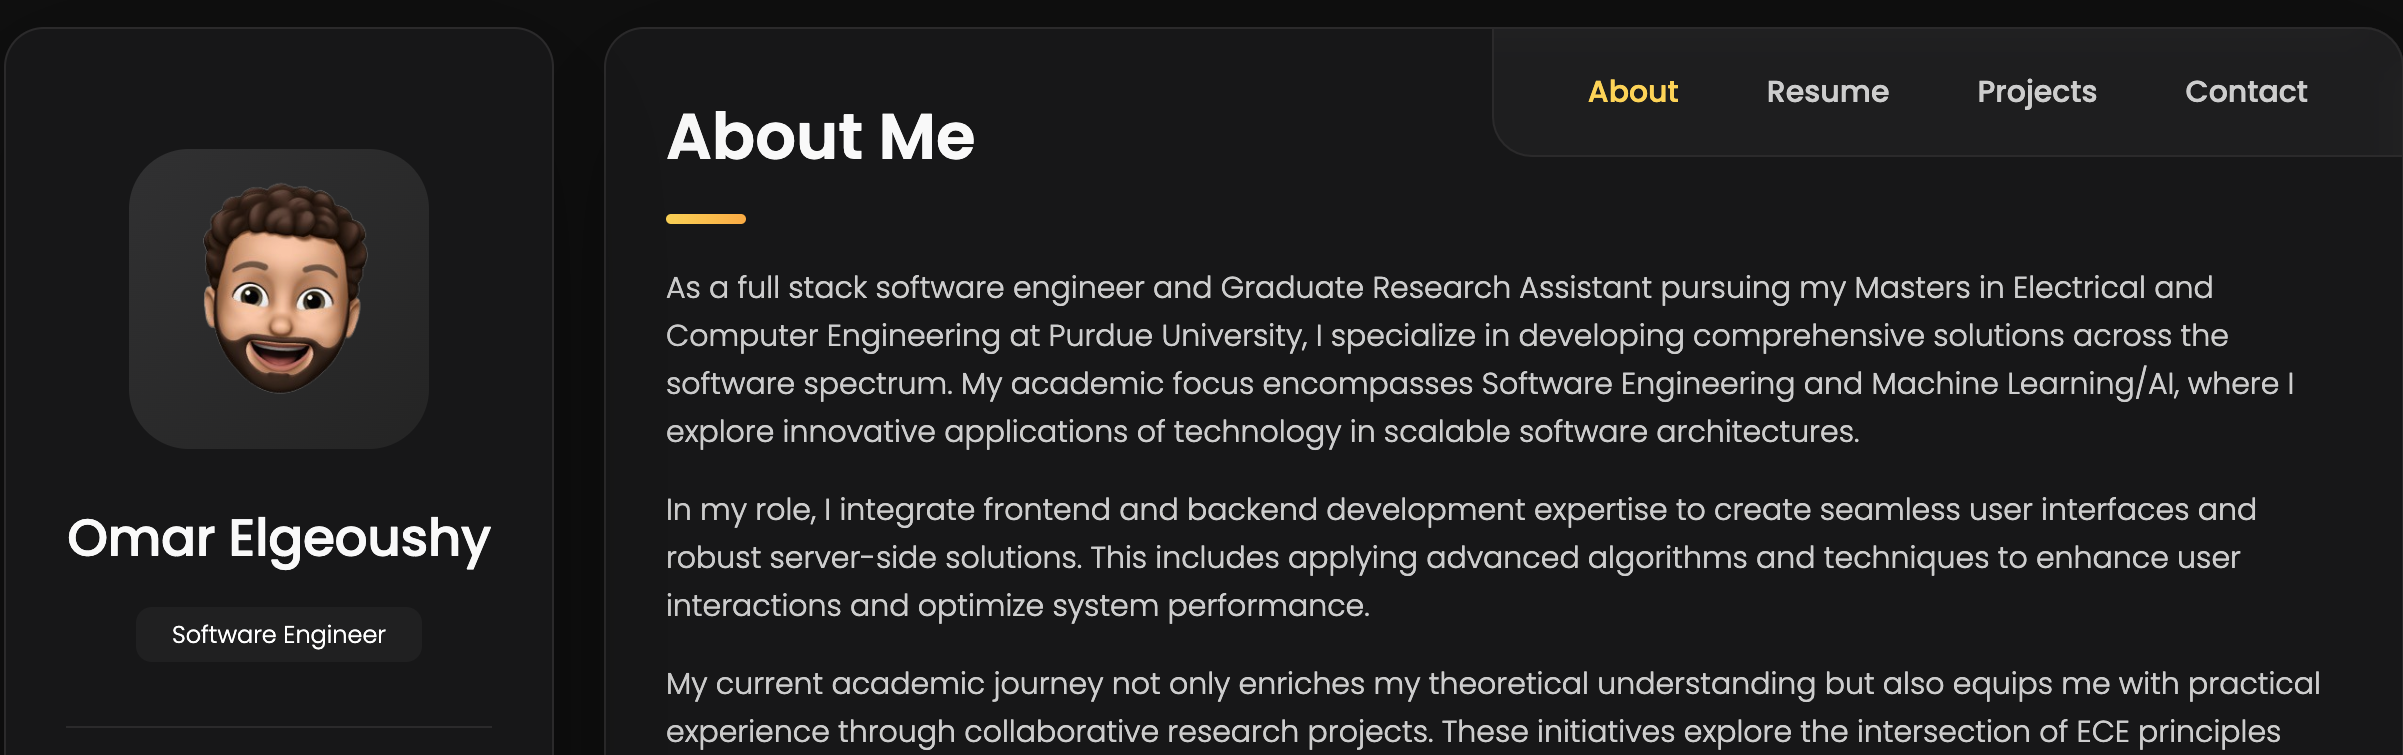 Omar Elgeoushy
Software Engineer
About Resume Projects Contact
About Me
As a full stack software engineer and Graduate Research Assistant pursuing my Masters in Electrical and
Computer Engineering at Purdue University, I specialize in developing comprehensive solutions across the
software spectrum. My academic focus encompasses Software Engineering and Machine Learning/AI, where I
explore innovative applications of technology in scalable software architectures.
In my role, I integrate frontend and backend development expertise to create seamless user interfaces and
robust server-side solutions. This includes applying advanced algorithms and techniques to enhance user
interactions and optimize system performance.
My current academic journey not only enriches my theoretical understanding but also equips me with practical
experience through collaborative research projects. These initiatives explore the intersection of ECE principles